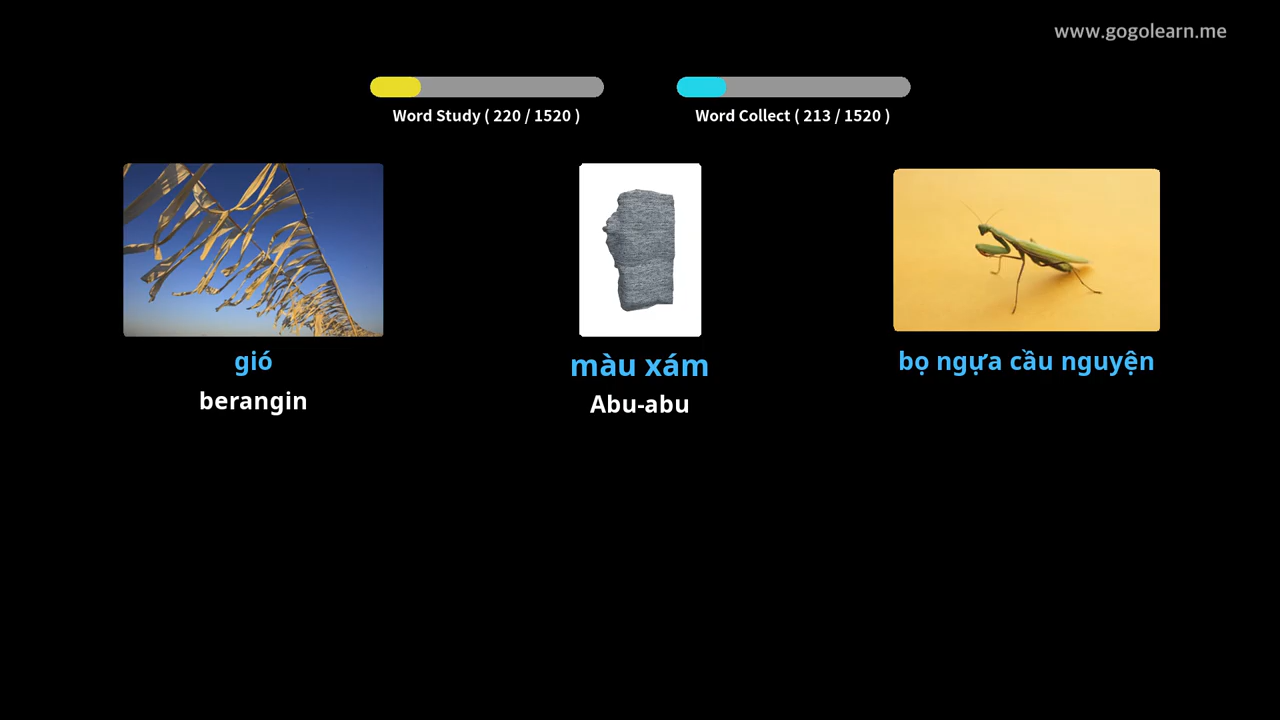 www.gogolearn.me
Word Study ( 220 / 1520 )
Word Collect ( 213 / 1520 )
gió
màu xám
bọ ngựa cầu nguyện
berangin
Abu-abu